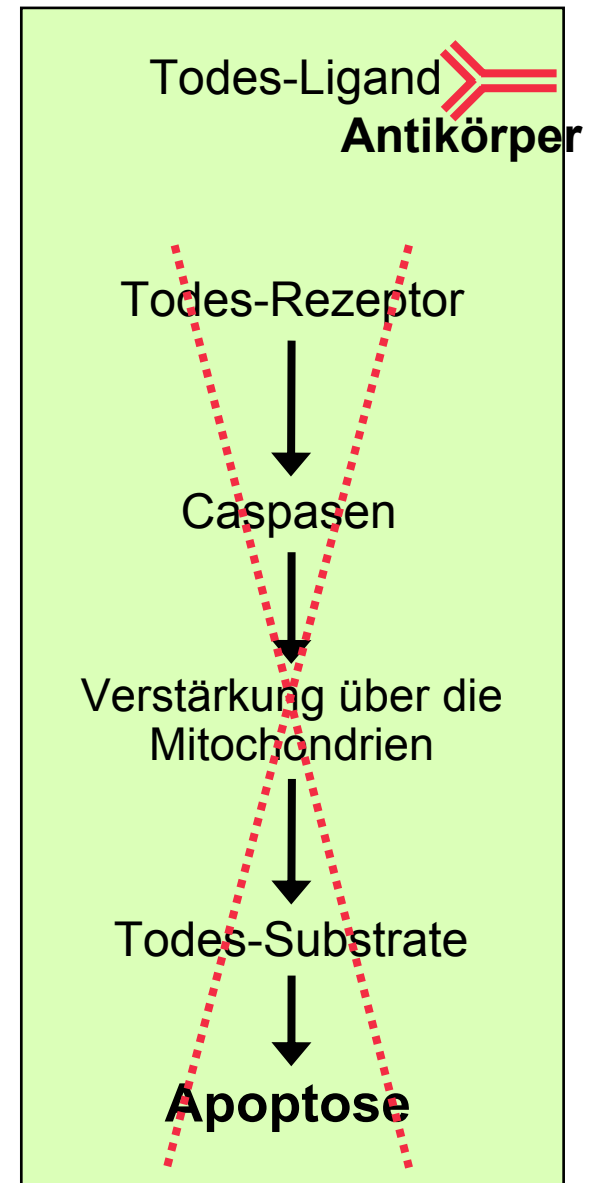 Todes-Ligand
Antikörper
Todes-Rezeptor
Caspasen
Verstärkung über die
Mitochondrien
Todes-Substrate
Apoptose